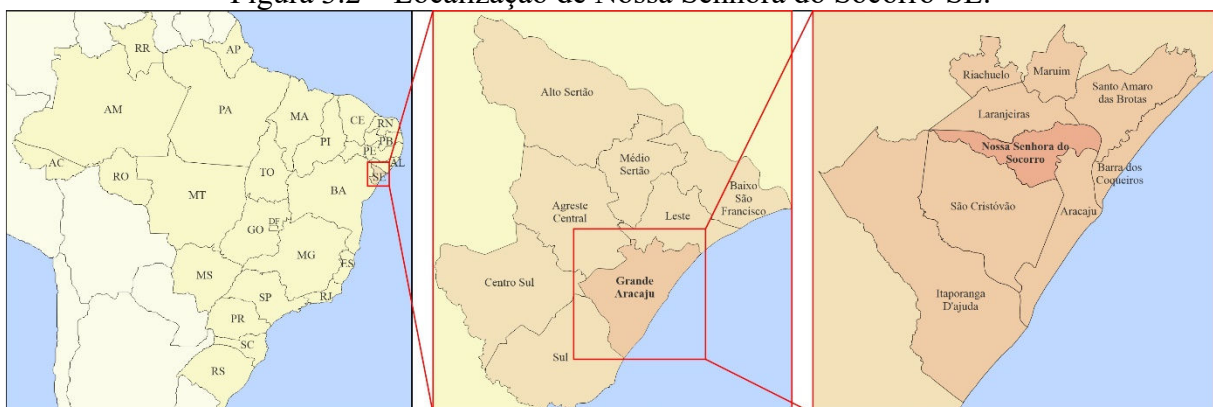 Figura 3.2 – Localização de Nossa Senhora do Socorro-SE.
RR
AP
AM
PA
MA
CE
RN
PB
PE
PI
AL
AC
RO
TO
SE
MT
BA
DF
GO
MG
ES
MS
SP
RJ
PR
SC
RS
Alto Sertão
Médio
Sertão
Baixo
São
Francisco
Agreste
Central
Leste
Centro Sul
Grande
Aracaju
Sul
Riachuelo
Maruim
Santo Amaro
das Brotas
Laranjeiras
Nossa Senhora do
Socorro
Barra dos
Coqueiros
São Cristóvão
Aracaju
Itaporanga
D'ajuda